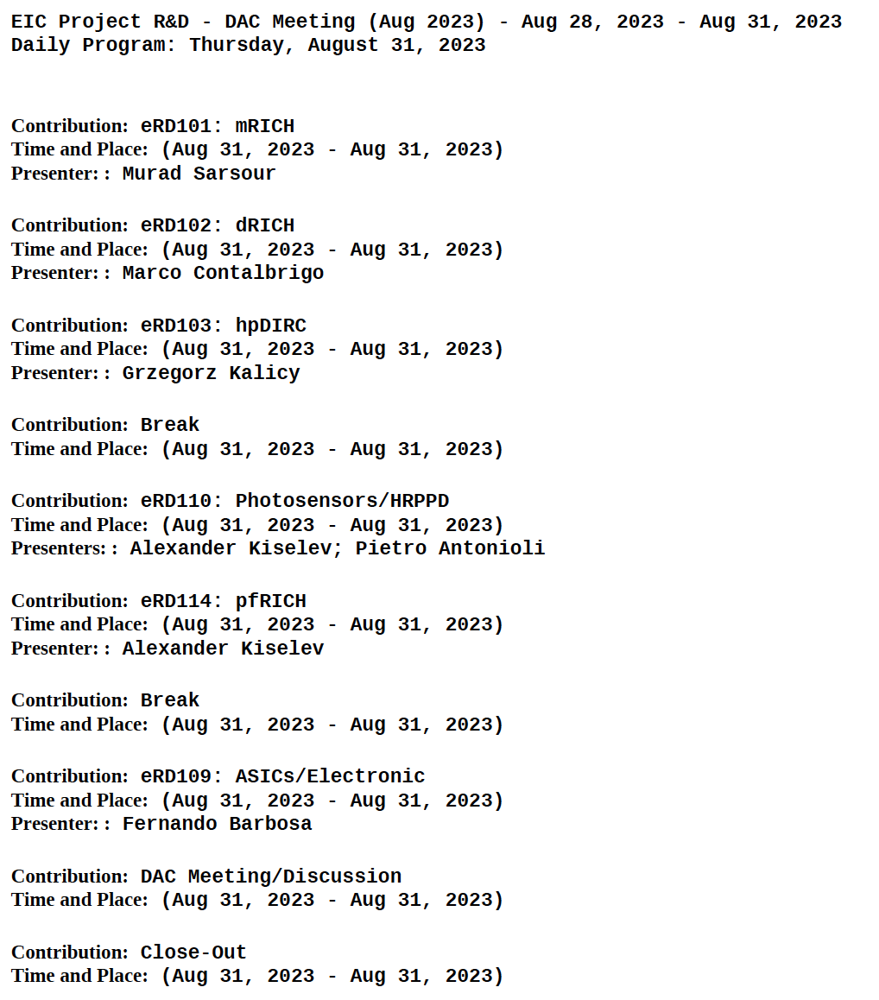 EIC Project R&D - DAC Meeting (Aug 2023) - Aug 28, 2023 - Aug 31, 2023
Daily Program: Thursday, August 31, 2023
Contribution: eRD101: mRICH
Time and Place: (Aug 31, 2023 - Aug 31, 2023)
Presenter: : Murad Sarsour
Contribution: eRD102: dRICH
Time and Place: (Aug 31, 2023 - Aug 31, 2023)
Presenter: : Marco Contalbrigo
Contribution: eRD103: hpDIRC
Time and Place: (Aug 31, 2023 - Aug 31, 2023)
Presenter: : Grzegorz Kalicy
Contribution: Break
Time and Place: (Aug 31, 2023 - Aug 31, 2023)
Contribution: eRD110: Photosensors/HRPPD
Time and Place: (Aug 31, 2023 - Aug 31, 2023)
Presenters: : Alexander Kiselev; Pietro Antonioli
Contribution: eRD114: pfRICH
Time and Place: (Aug 31, 2023 - Aug 31, 2023)
Presenter: : Alexander Kiselev
Contribution: Break
Time and Place: (Aug 31, 2023 - Aug 31, 2023)
Contribution: eRD109: ASICs/Electronic
Time and Place: (Aug 31, 2023 - Aug 31, 2023)
Presenter: : Fernando Barbosa
Contribution: DAC Meeting/Discussion
Time and Place: (Aug 31, 2023 - Aug 31, 2023)
Contribution: Close-Out
Time and Place: (Aug 31, 2023 - Aug 31, 2023)